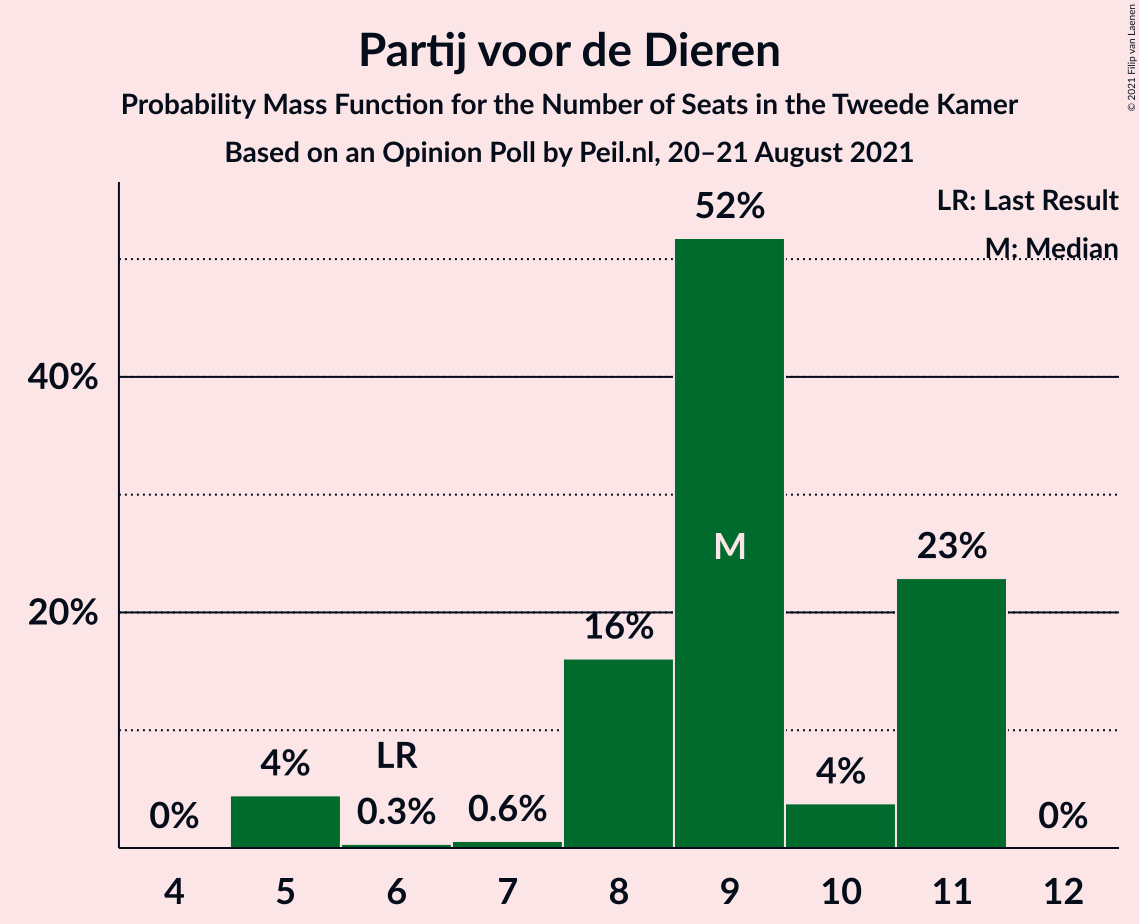 Partij voor de Dieren
Probability Mass Function for the Number of Seats in the Tweede Kamer
Based on an Opinion Poll by Peil.nl, 20–21 August 2021
© 2021 Filip van Laenen
LR: Last Result
M: Median
52%
40%
M
23%
20%
16%
LR
4%
4%
0%
0.3%
0.6%
0%
4 5 6 7 8 9 10 11 12